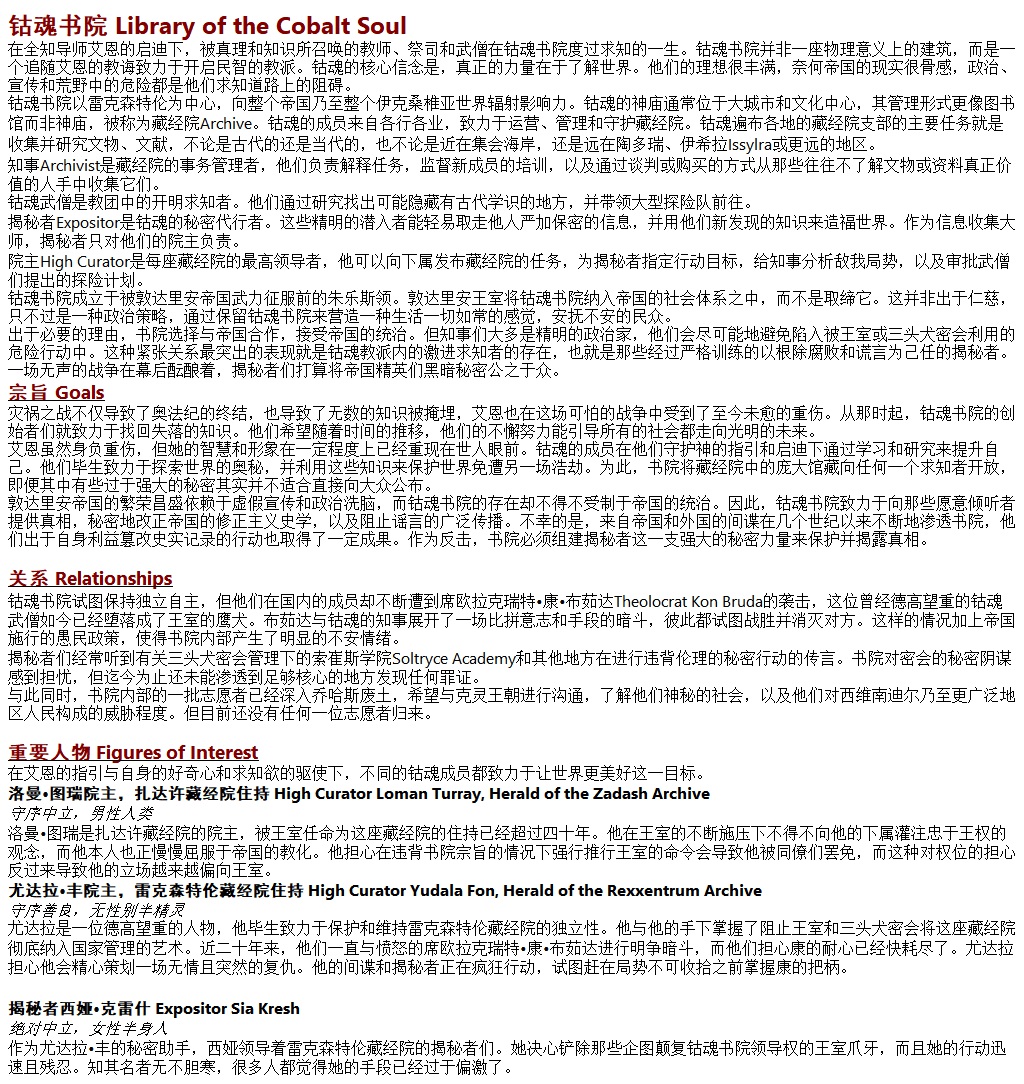 钴魂书院 Library of the Cobalt Soul
在全知导师艾恩的启迪下，被真理和知识所召唤的教师、祭司和武僧在钴魂书院度过求知的一生。钴魂书院并非一座物理意义上的建筑，而是一
个追随艾恩的教诲致力于开启民智的教派。钴魂的核心信念是，真正的力量在于了解世界。他们的理想很丰满，奈何帝国的现实很骨感，政治、
宣传和荒野中的危险都是他们求知道路上的阻碍。
钴魂书院以雷克森特伦为中心，向整个帝国乃至整个伊克桑椎亚世界辐射影响力。钴魂的神庙通常位于大城市和文化中心，其管理形式更像图书
馆而非神庙，被称为藏经院Archive。钴魂的成员来自各行各业，致力于运营、管理和守护藏经院。钴魂遍布各地的藏经院支部的主要任务就是
收集并研究文物、文献，不论是古代的还是当代的，也不论是近在集会海岸，还是远在陶多瑞、伊希拉Issylra或更远的地区。
知事Archivist是藏经院的事务管理者，他们负责解释任务，监督新成员的培训，以及通过谈判或购买的方式从那些往往不了解文物或资料真正价
值的人手中收集它们。
钴魂武僧是教团中的开明求知者。他们通过研究找出可能隐藏有古代学识的地方，并带领大型探险队前往。
揭秘者Expositor是钴魂的秘密代行者。这些精明的潜入者能轻易取走他人严加保密的信息，并用他们新发现的知识来造福世界。作为信息收集大
师，揭秘者只对他们的院主负责。
院主High Curator是每座藏经院的最高领导者，他可以向下属发布藏经院的任务，为揭秘者指定行动目标，给知事分析敌我局势，以及审批武僧
们提出的探险计划。
钴魂书院成立于被敦达里安帝国武力征服前的朱乐斯领。敦达里安王室将钴魂书院纳入帝国的社会体系之中，而不是取缔它。这并非出于仁慈，
只不过是一种政治策略，通过保留钴魂书院来营造一种生活一切如常的感觉，安抚不安的民众。
出于必要的理由，书院选择与帝国合作，接受帝国的统治。但知事们大多是精明的政治家，他们会尽可能地避免陷入被王室或三头犬密会利用的
危险行动中。这种紧张关系最突出的表现就是钴魂教派内的激进求知者的存在，也就是那些经过严格训练的以根除腐败和谎言为己任的揭秘者。
一场无声的战争在幕后酝酿着，揭秘者们打算将帝国精英们黑暗秘密公之于众。
宗旨 Goals
灾祸之战不仅导致了奥法纪的终结，也导致了无数的知识被掩埋，艾恩也在这场可怕的战争中受到了至今未愈的重伤。从那时起，钴魂书院的创
始者们就致力于找回失落的知识。他们希望随着时间的推移，他们的不懈努力能引导所有的社会都走向光明的未来。
艾恩虽然身负重伤，但她的智慧和形象在一定程度上已经重现在世人眼前。钴魂的成员在他们守护神的指引和启迪下通过学习和研究来提升自
己。他们毕生致力于探索世界的奥秘，并利用这些知识来保护世界免遭另一场浩劫。为此，书院将藏经院中的庞大馆藏向任何一个求知者开放，
即便其中有些过于强大的秘密其实并不适合直接向大众公布。
敦达里安帝国的繁荣昌盛依赖于虚假宣传和政治洗脑，而钴魂书院的存在却不得不受制于帝国的统治。因此，钴魂书院致力于向那些愿意倾听者
提供真相，秘密地改正帝国的修正主义史学，以及阻止谣言的广泛传播。不幸的是，来自帝国和外国的间谍在几个世纪以来不断地渗透书院，他
们出于自身利益篡改史实记录的行动也取得了一定成果。作为反击，书院必须组建揭秘者这一支强大的秘密力量来保护并揭露真相。
关系 Relationships
钴魂书院试图保持独立自主，但他们在国内的成员却不断遭到席欧拉克瑞特•康•布茹达Theolocrat Kon Bruda的袭击，这位曾经德高望重的钴魂
武僧如今已经堕落成了王室的鹰犬。布茹达与钴魂的知事展开了一场比拼意志和手段的暗斗，彼此都试图战胜并消灭对方。这样的情况加上帝国
施行的愚民政策，使得书院内部产生了明显的不安情绪。
揭秘者们经常听到有关三头犬密会管理下的索崔斯学院Soltryce Academy和其他地方在进行违背伦理的秘密行动的传言。书院对密会的秘密阴谋
感到担忧，但迄今为止还未能渗透到足够核心的地方发现任何罪证。
与此同时，书院内部的一批志愿者已经深入乔哈斯废土，希望与克灵王朝进行沟通，了解他们神秘的社会，以及他们对西维南迪尔乃至更广泛地
区人民构成的威胁程度。但目前还没有任何一位志愿者归来。
重要人物 Figures of Interest
在艾恩的指引与自身的好奇心和求知欲的驱使下，不同的钴魂成员都致力于让世界更美好这一目标。
洛曼•图瑞院主，扎达许藏经院住持 High Curator Loman Turray, Herald of the Zadash Archive
守序中立，男性人类
洛曼•图瑞是扎达许藏经院的院主，被王室任命为这座藏经院的住持已经超过四十年。他在王室的不断施压下不得不向他的下属灌注忠于王权的
观念，而他本人也正慢慢屈服于帝国的教化。他担心在违背书院宗旨的情况下强行推行王室的命令会导致他被同僚们罢免，而这种对权位的担心
反过来导致他的立场越来越偏向王室。
尤达拉•丰院主，雷克森特伦藏经院住持 High Curator Yudala Fon, Herald of the Rexxentrum Archive
守序善良，无性别半精灵
尤达拉是一位德高望重的人物，他毕生致力于保护和维持雷克森特伦藏经院的独立性。他与他的手下掌握了阻止王室和三头犬密会将这座藏经院
彻底纳入国家管理的艺术。近二十年来，他们一直与愤怒的席欧拉克瑞特•康•布茹达进行明争暗斗，而他们担心康的耐心已经快耗尽了。尤达拉
担心他会精心策划一场无情且突然的复仇。他的间谍和揭秘者正在疯狂行动，试图赶在局势不可收拾之前掌握康的把柄。
揭秘者西娅•克雷什 Expositor Sia Kresh
绝对中立，女性半身人
作为尤达拉•丰的秘密助手，西娅领导着雷克森特伦藏经院的揭秘者们。她决心铲除那些企图颠复钴魂书院领导权的王室爪牙，而且她的行动迅
速且残忍。知其名者无不胆寒，很多人都觉得她的手段已经过于偏激了。